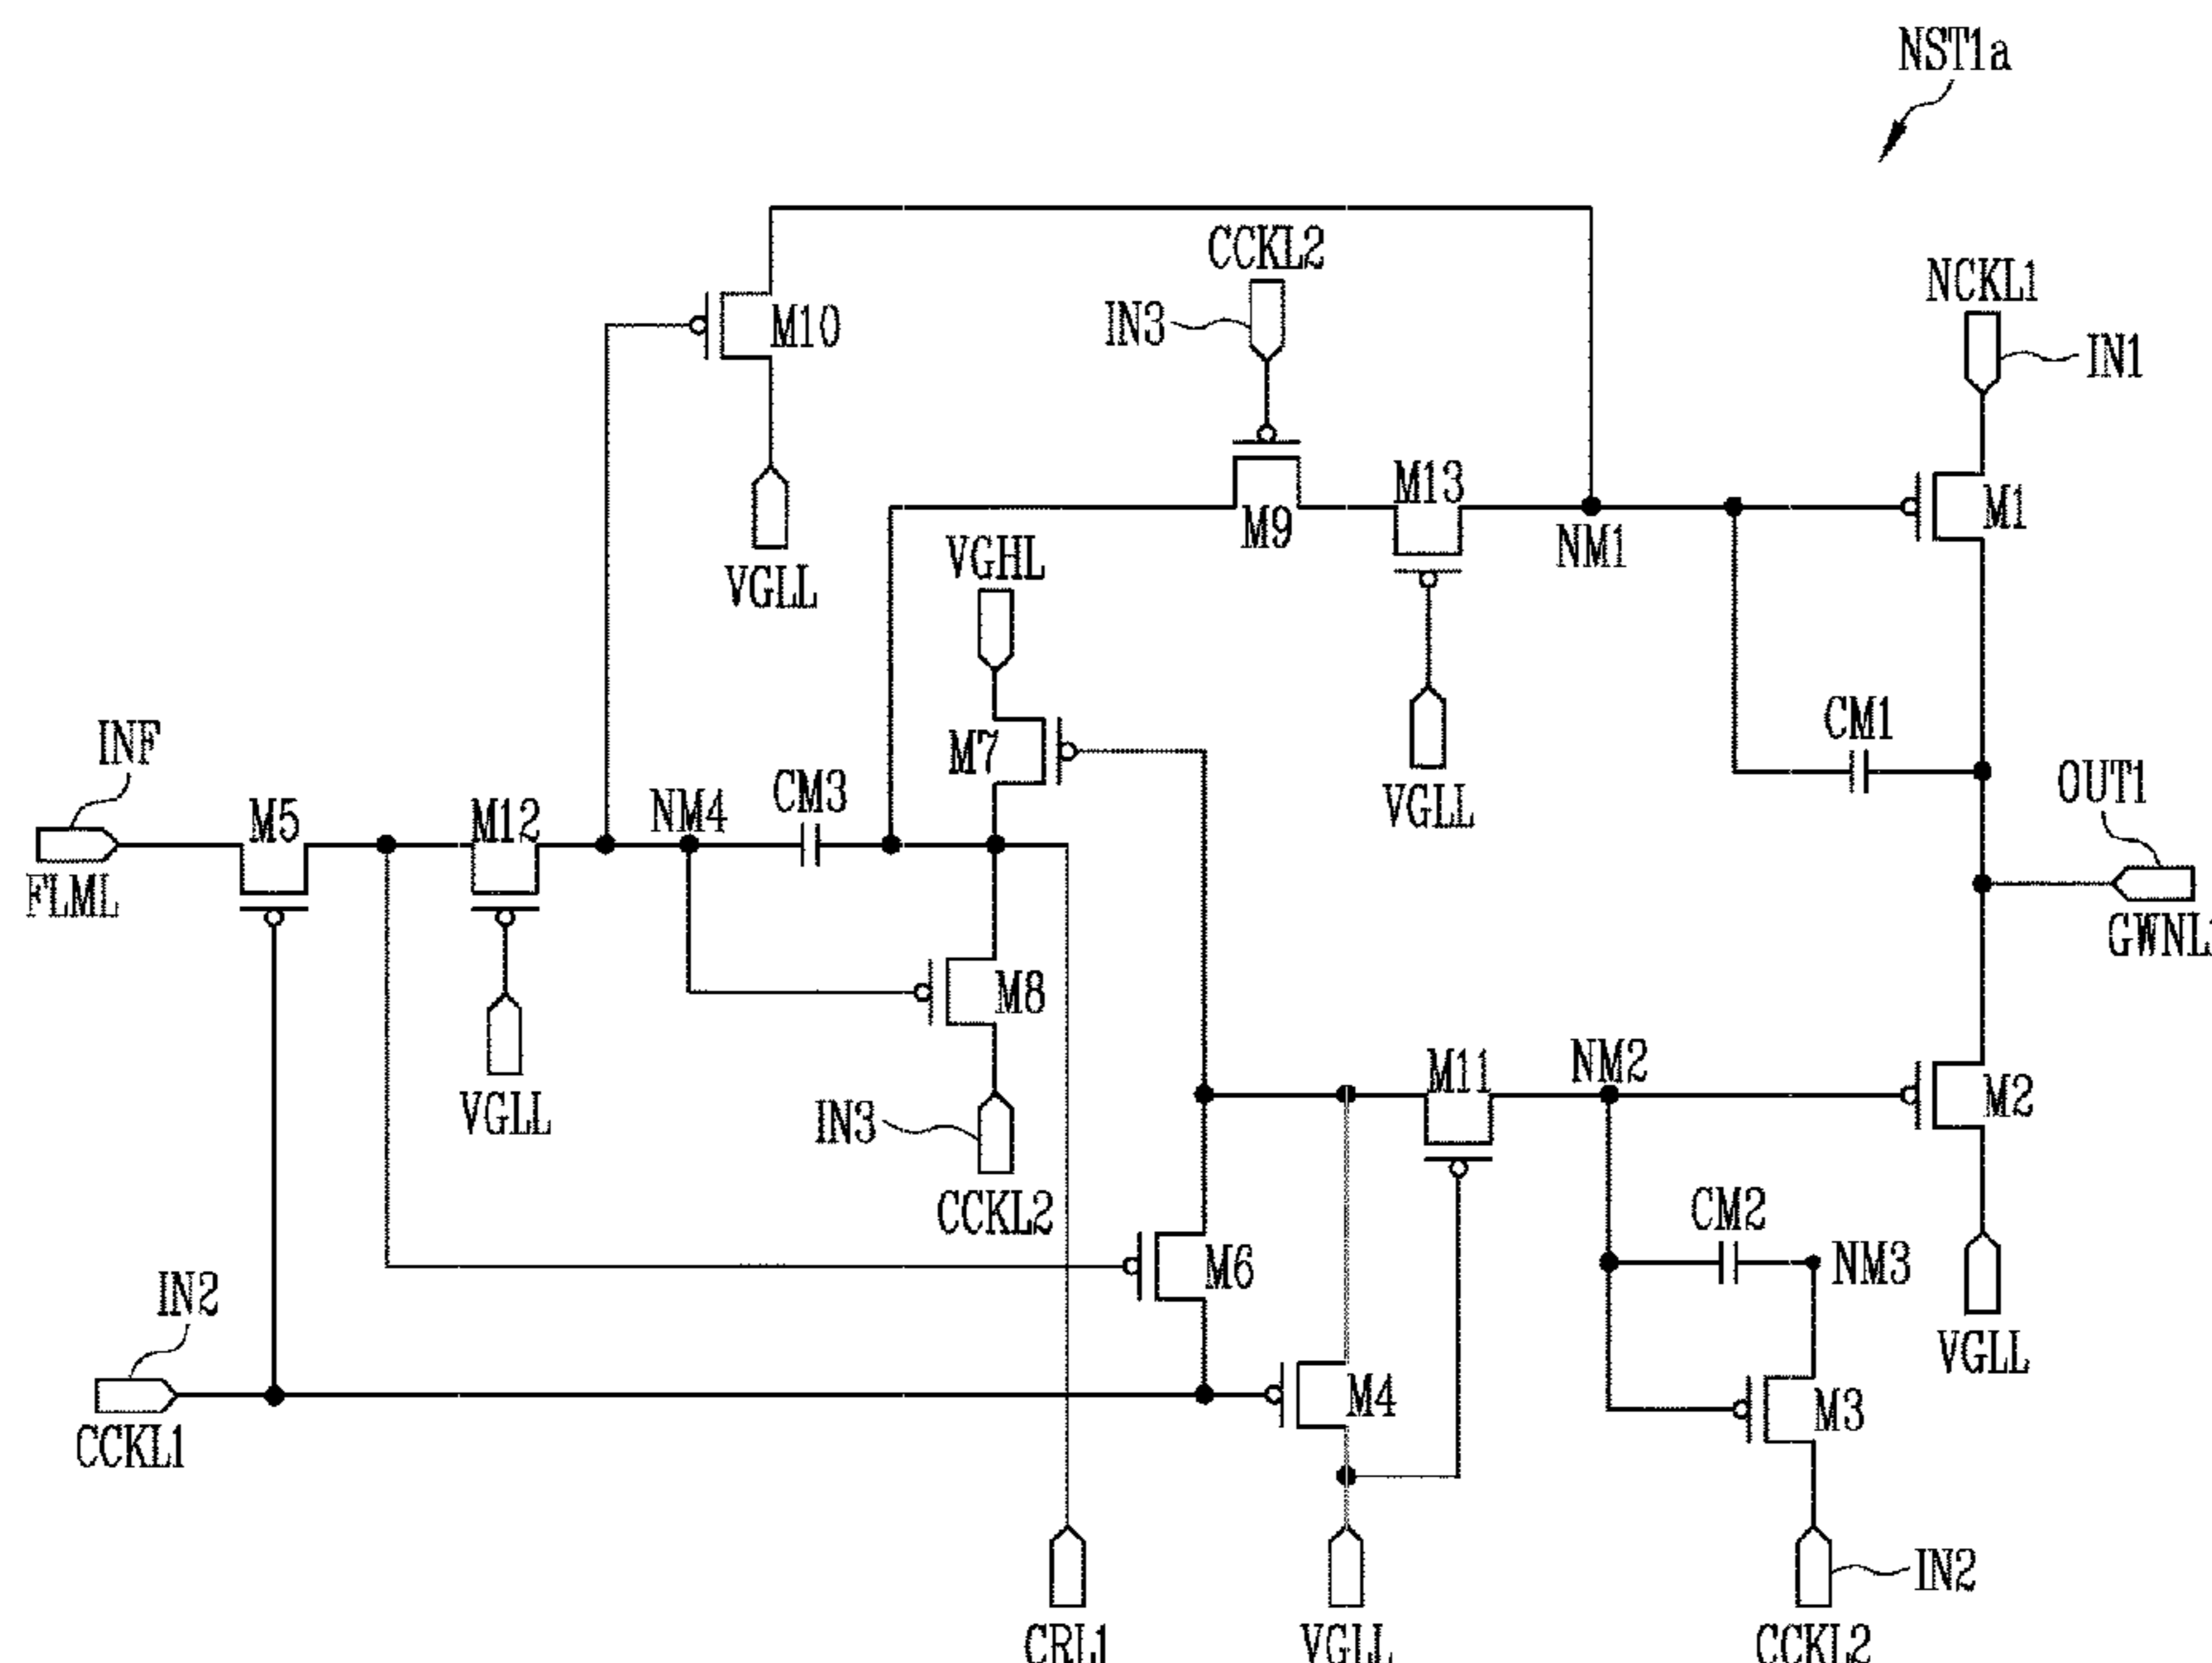 NST1a
CCKL2
NCKL1
M10
IN3
IN1
M13
M1
M9
NM1
VGHL
VGLL
INF
M7
CM1
CM3
OUT1
VGLL
M5
M12
NM4
FLML
GWNL
M8
M11
NM2
VGLL
IN3
M2
CCKL2
CM2
M6
NM3
IN2
VGLL
M4
M3
CCKL1
IN2
CRL1
VGLL
CCKL2